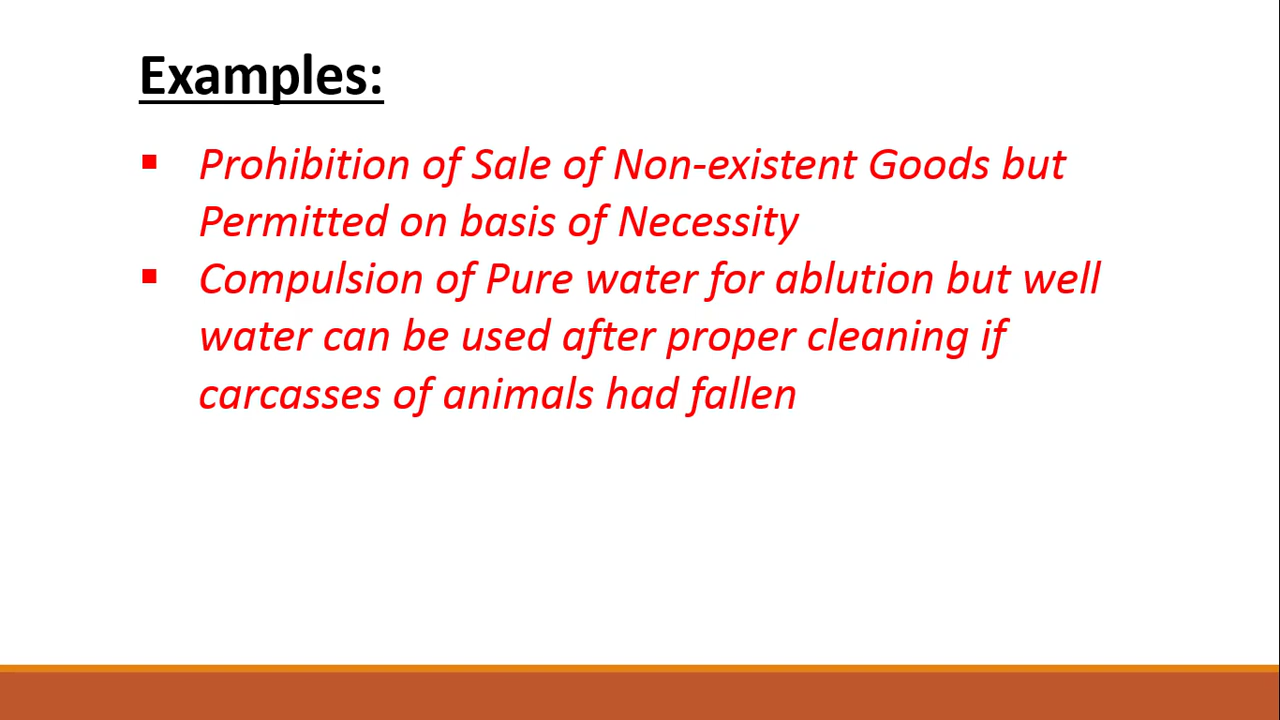 Examples:
▪ Prohibition of Sale of Non-existent Goods but
Permitted on basis of Necessity
▪ Compulsion of Pure water for ablution but well
water can be used after proper cleaning if
carcasses of animals had fallen